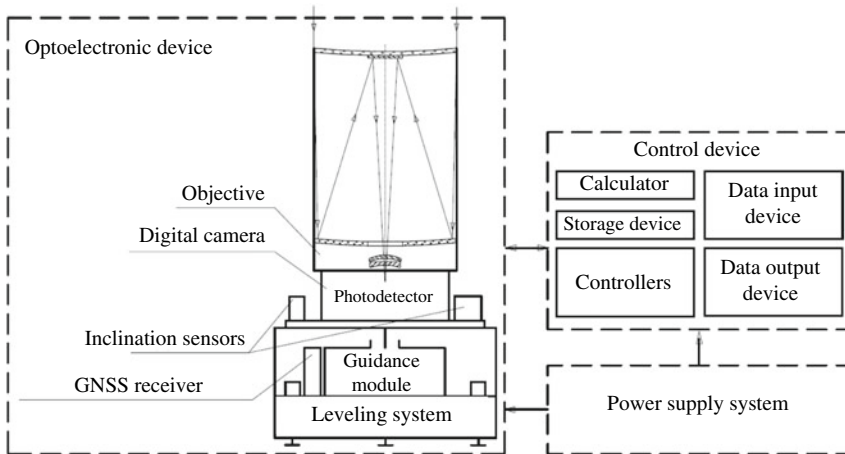 Optoelectronic device
Objective
Digital camera
Photodetector
Inclination sensors
GNSS receiver
Guidance
module
Leveling system
Control device
Calculator
Storage device
Controllers
Data input
device
Data output
device
Power supply system